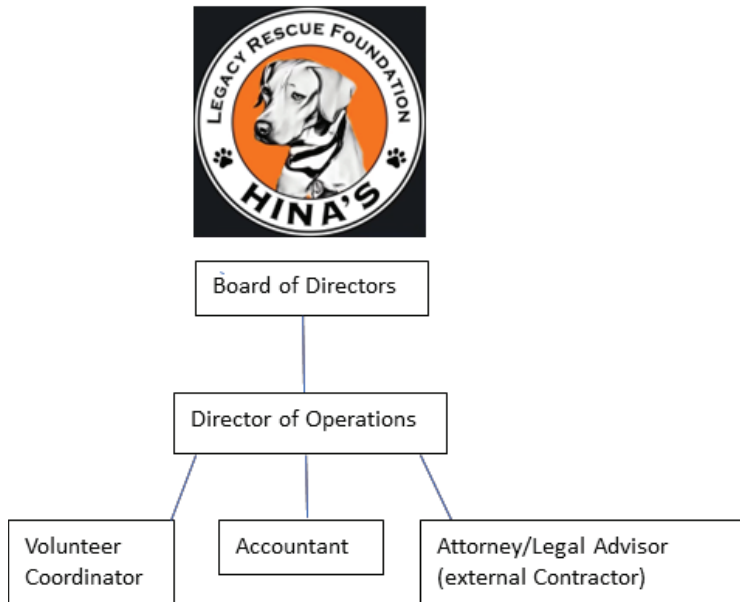 LEGACY RESCUE FOUNDATION
HINA'S
Board of Directors
Director of Operations
Volunteer
Coordinator
Accountant
Attorney/Legal Advisor
(external Contractor)